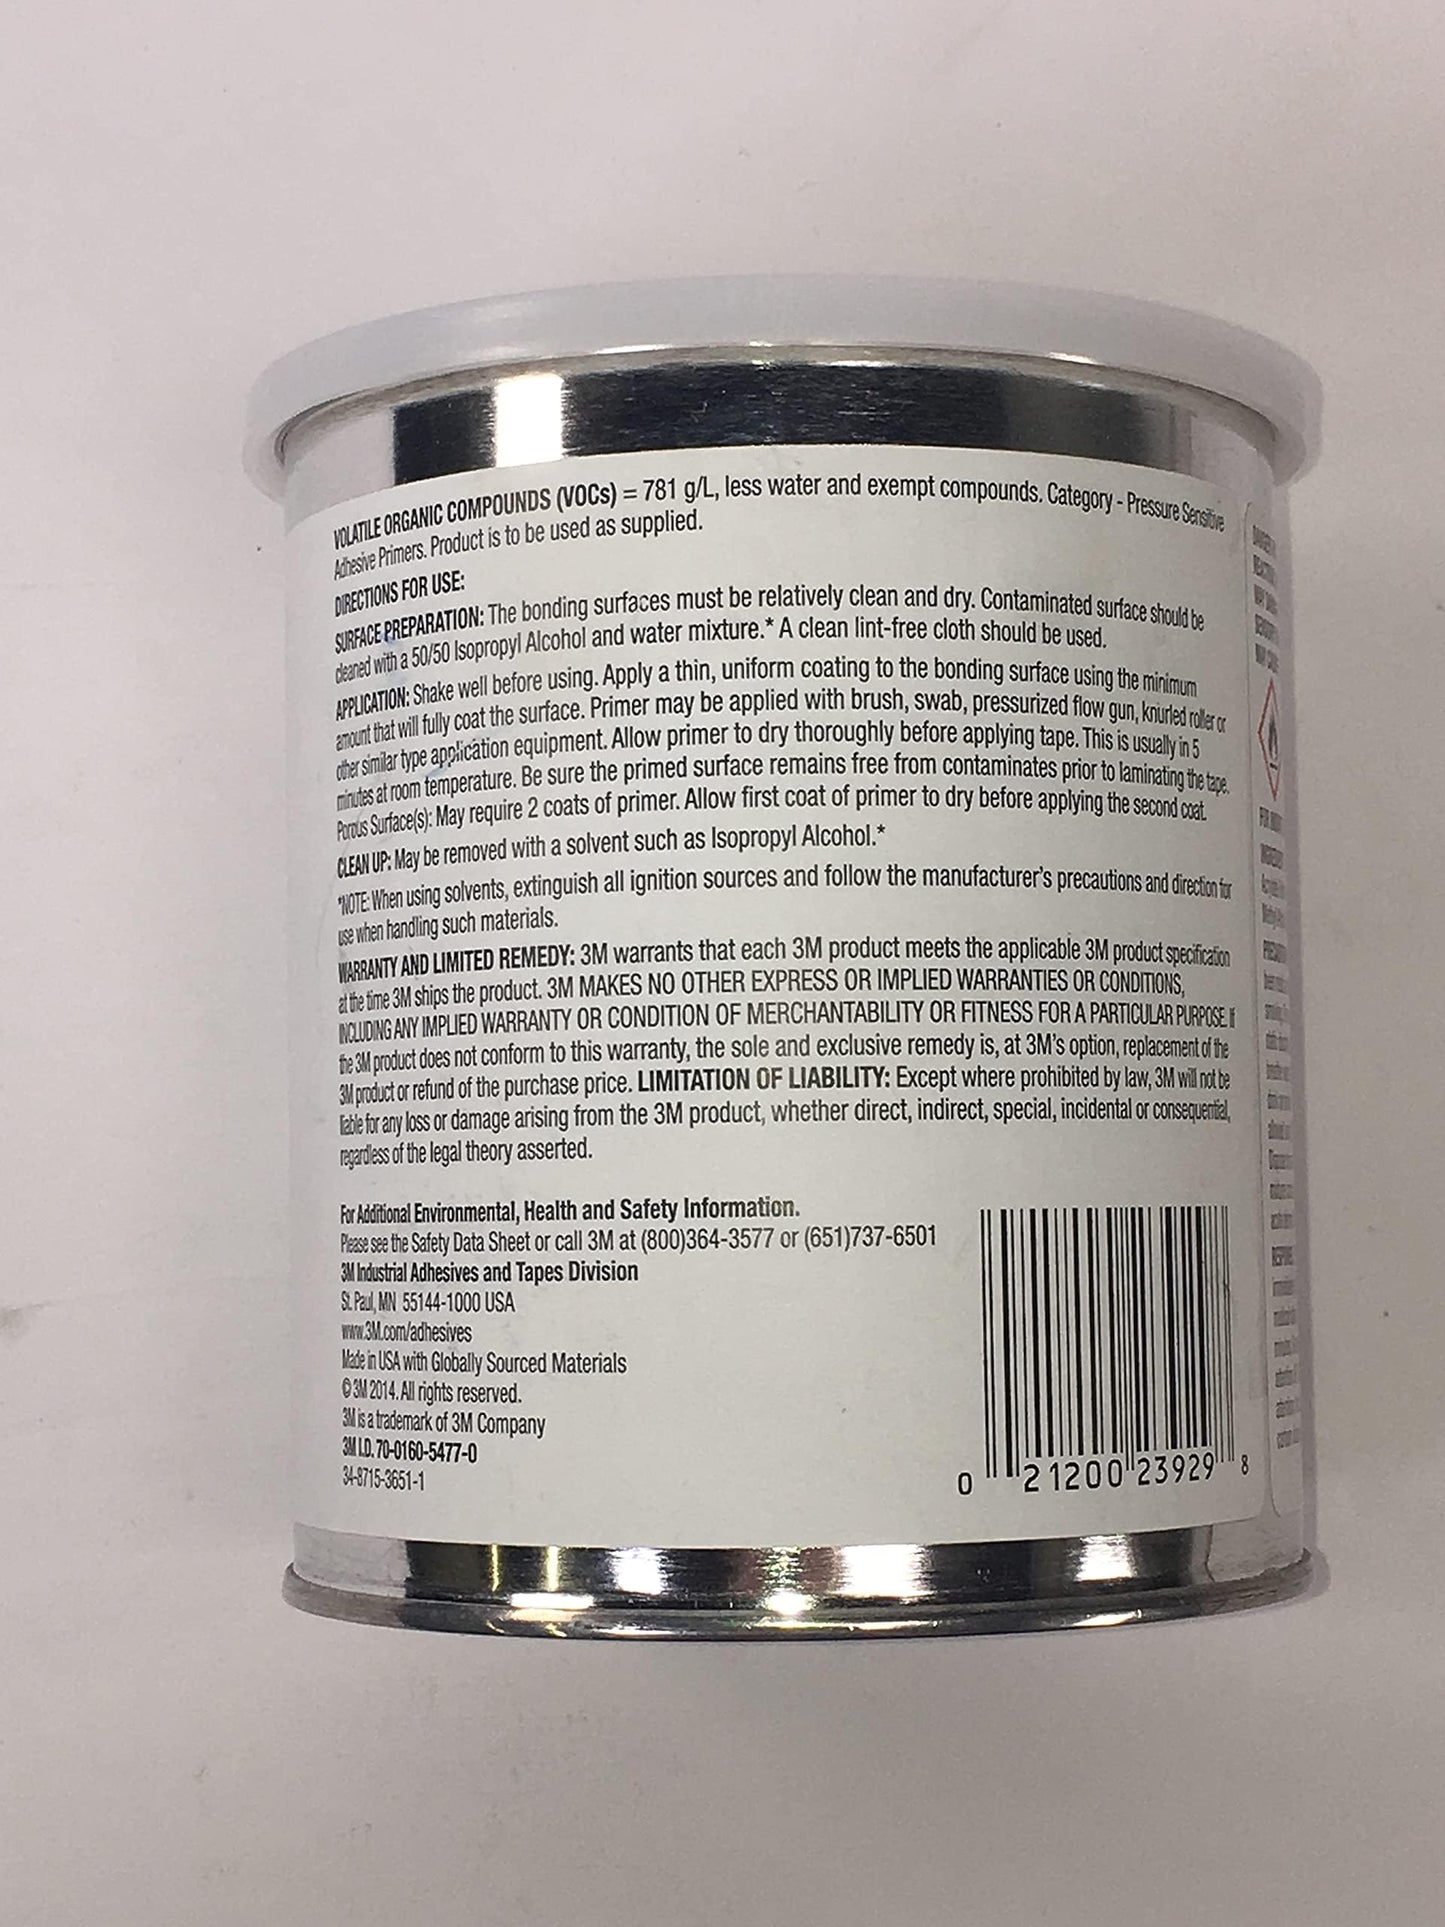 VOLATILE ORGANIC COMPOUNDS (VOCs) = 781 g/L, less water and exempt compounds. Category - Pressure Sensitive
Adhesive Primers. Product is to be used as supplied.
DIRECTIONS FOR USE:
SURFACE PREPARATION: The bonding surfaces must be relatively clean and dry. Contaminated surface should be
cleaned with a 50/50 Isopropyl Alcohol and water mixture.* A clean lint-free cloth should be used.
APPLICATION: Shake well before using. Apply a thin, uniform coating to the bonding surface using the minimum
amount that will fully coat the surface. Primer may be applied with brush, swab, pressurized flow gun, knurled roller or
other similar type application equipment. Allow primer to dry thoroughly before applying tape. This is usually in 5
minutes at room temperature. Be sure the primed surface remains free from contaminates prior to laminating the tape.
Porous Surface(s): May require 2 coats of primer. Allow first coat of primer to dry before applying the second coat.
CLEAN UP: May be removed with a solvent such as Isopropyl Alcohol.*
*NOTE: When using solvents, extinguish all ignition sources and follow the manufacturer's precautions and direction for
use when handling such materials.
WARRANTY AND LIMITED REMEDY: 3M warrants that each 3M product meets the applicable 3M product specification
at the time 3M ships the product. 3M MAKES NO OTHER EXPRESS OR IMPLIED WARRANTIES OR CONDITIONS,
INCLUDING ANY IMPLIED WARRANTY OR CONDITION OF MERCHANTABILITY OR FITNESS FOR A PARTICULAR PURPOSE. If
the 3M product does not conform to this warranty, the sole and exclusive remedy is, at 3M's option, replacement of the
3M product or refund of the purchase price. LIMITATION OF LIABILITY: Except where prohibited by law, 3M will not be
liable for any loss or damage arising from the 3M product, whether direct, indirect, special, incidental or consequential,
regardless of the legal theory asserted.
For Additional Environmental, Health and Safety Information.
Please see the Safety Data Sheet or call 3M at (800)364-3577 or (651)737-6501
3M Industrial Adhesives and Tapes Division
St. Paul, MN 55144-1000 USA
www.3M.com/adhesives
Made in USA with Globally Sourced Materials
© 3M 2014. All rights reserved.
3M is a trademark of 3M Company
3M I.D. 70-0160-5477-0
34-8715-3651-1
0 21200 23929 8